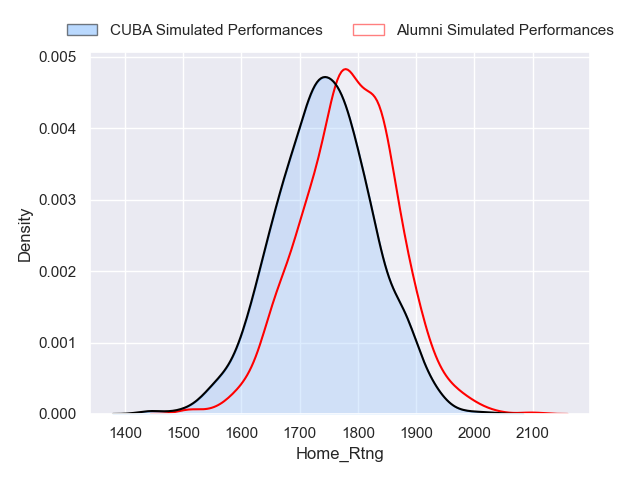 CUBA Simulated Performances Alumni Simulated Performances
0.005
0.004
0.003
0.002
0.001
0.000
Density
1400 1500 1600 1700 1800 1900 2000 2100
Home_Rtng